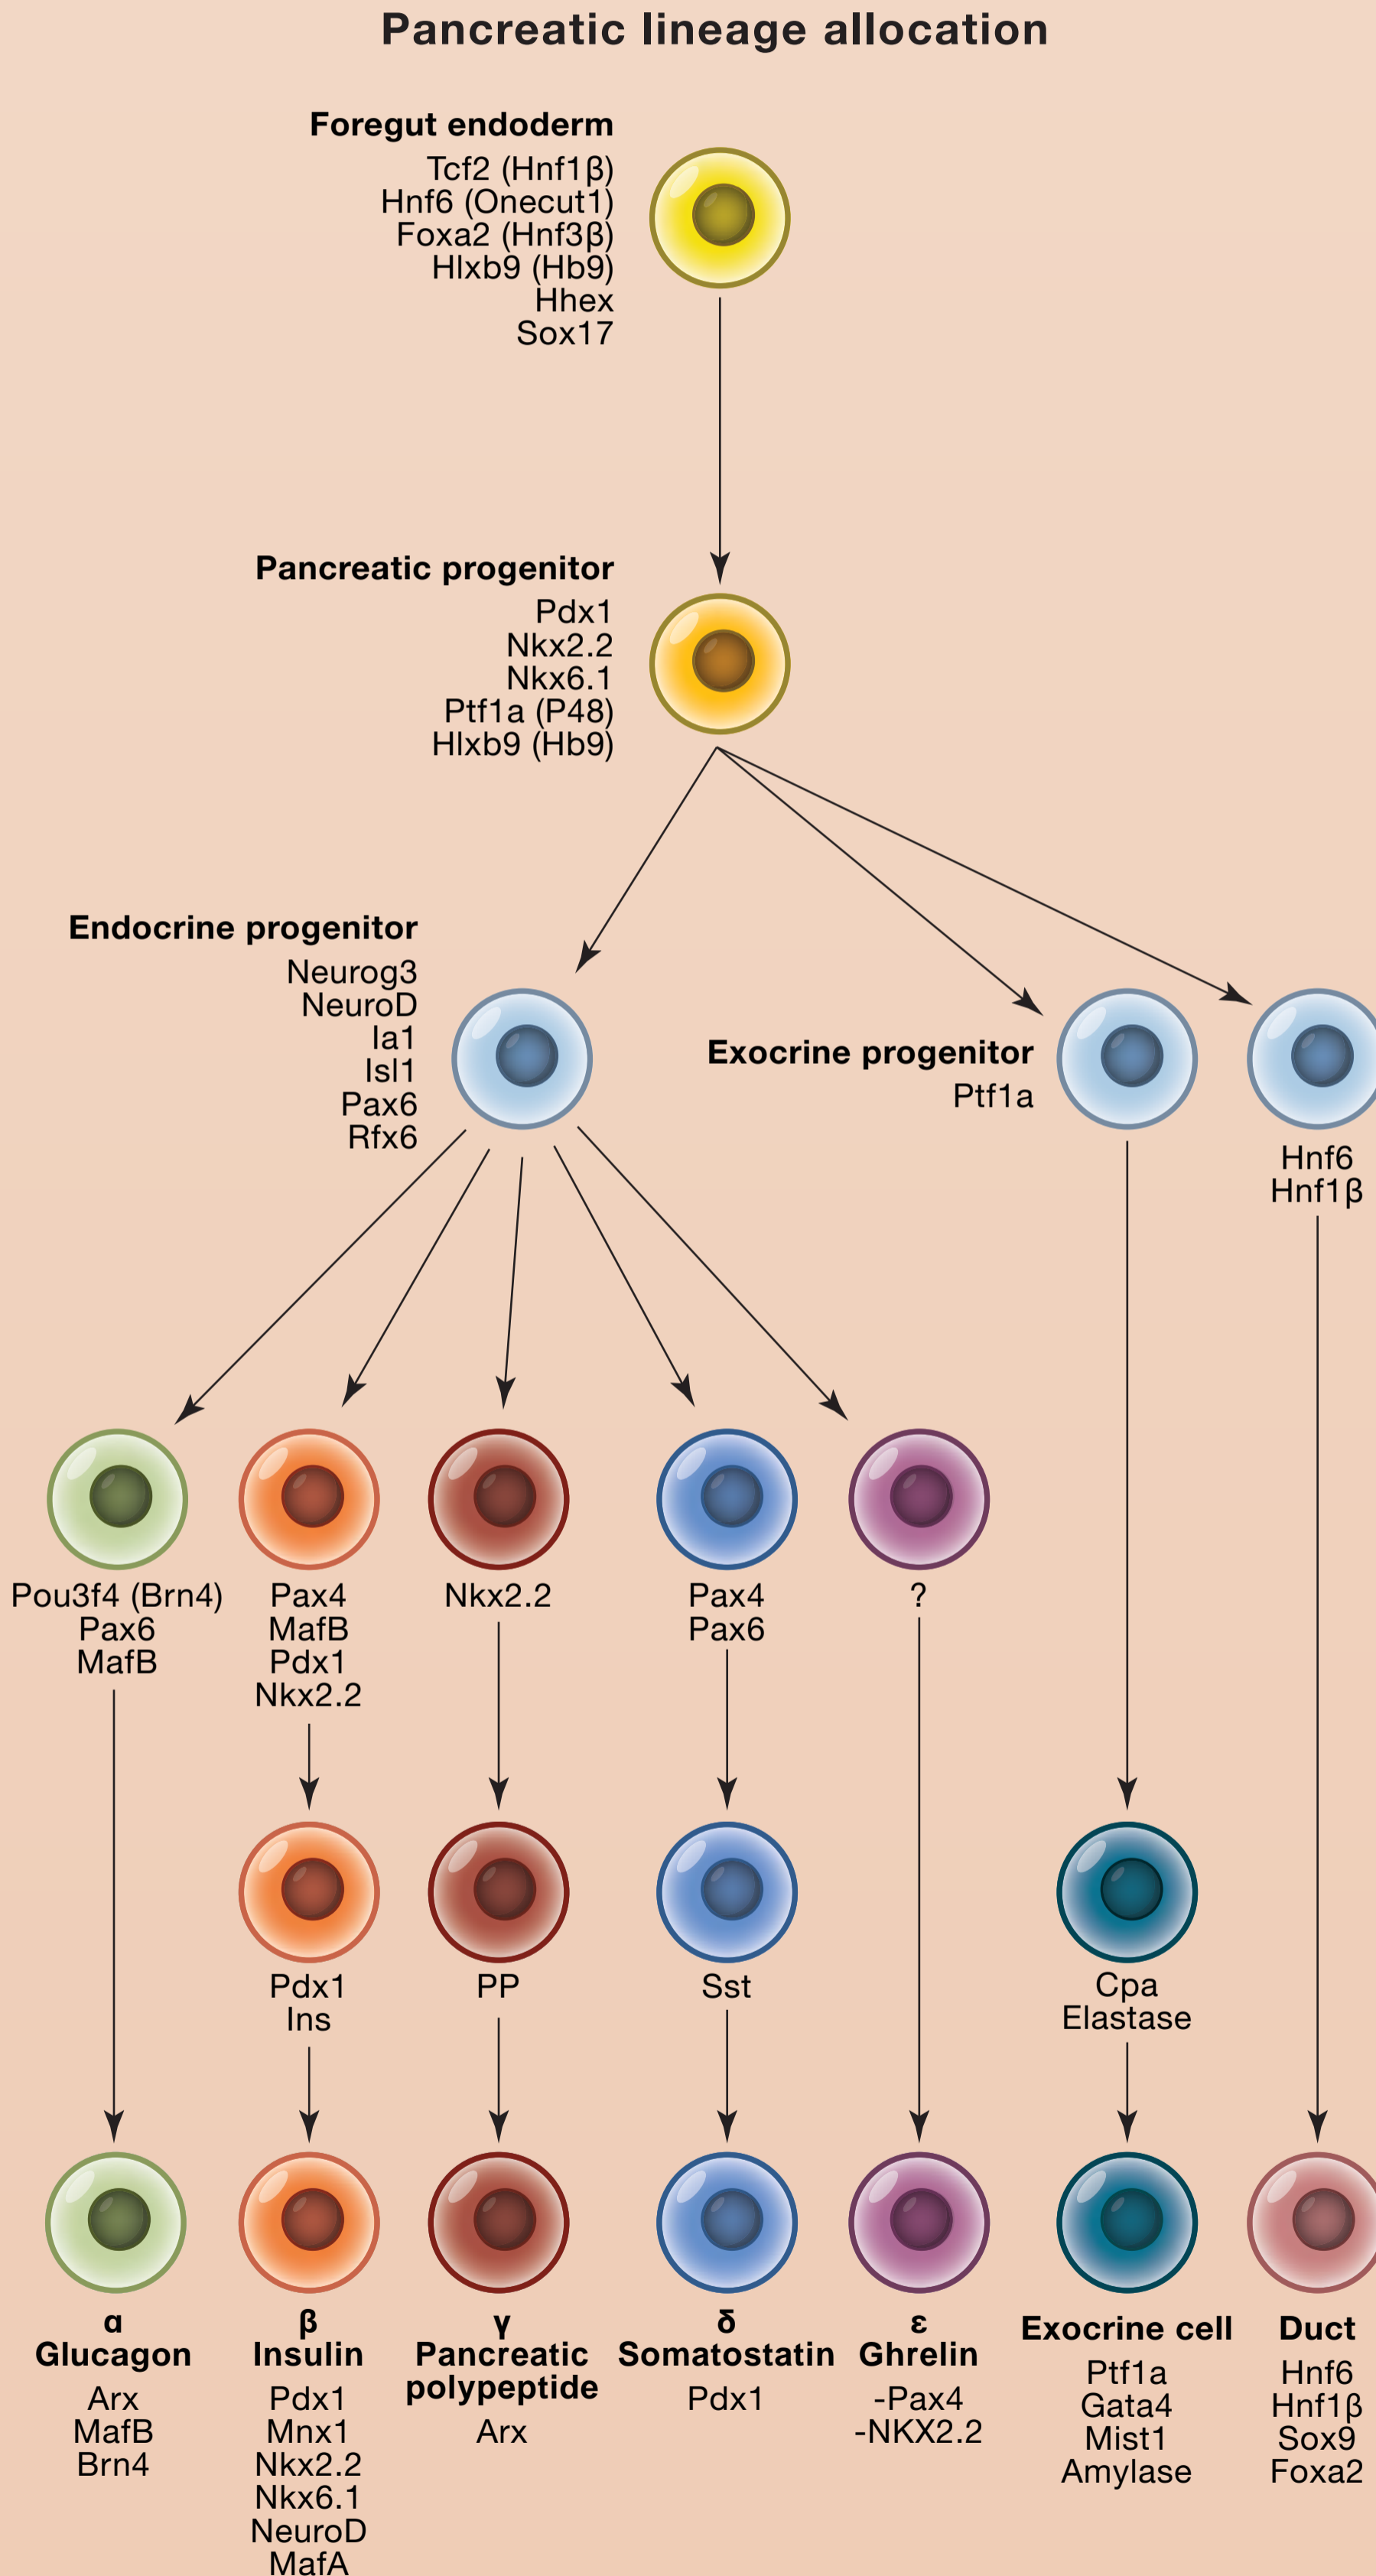 Pancreatic lineage allocation
Foregut endoderm
Tcf2 (Hnf1β)
Hnf6 (Onecut1)
Foxa2 (Hnf3β)
Hlxb9 (Hb9)
Hhex
Sox17
Pancreatic progenitor
Pdx1
Nkx2.2
Nkx6.1
Ptf1a (P48)
Hlxb9 (Hb9)
Endocrine progenitor
Neurog3
NeuroD
Ia1
Isl1
Pax6
Rfx6
Exocrine progenitor
Ptf1a
Hnf6
Hnf1β
Pou3f4 (Brn4)
Pax6
MafB
Pax4
MafB
Pdx1
Nkx2.2
Nkx2.2
Pax4
Pax6
?
Pdx1
Ins
PP
Sst
Cpa
Elastase
α
Glucagon
Arx
MafB
Brn4
β
Insulin
Pdx1
Mnx1
Nkx2.2
Nkx6.1
NeuroD
MafA
γ
Pancreatic
polypeptide
Arx
δ
Somatostatin
Pdx1
ε
Ghrelin
-Pax4
-NKX2.2
Exocrine cell
Ptf1a
Gata4
Mist1
Amylase
Duct
Hnf6
Hnf1β
Sox9
Foxa2